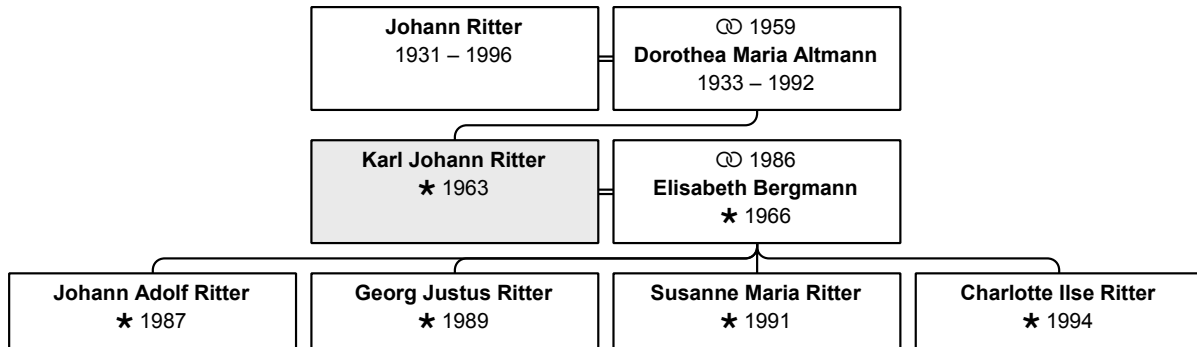 Johann Ritter
1931 – 1996
⚭ 1959
Dorothea Maria Altmann
1933 – 1992
Karl Johann Ritter
★ 1963
⚭ 1986
Elisabeth Bergmann
★ 1966
Johann Adolf Ritter
★ 1987
Georg Justus Ritter
★ 1989
Susanne Maria Ritter
★ 1991
Charlotte Ilse Ritter
★ 1994